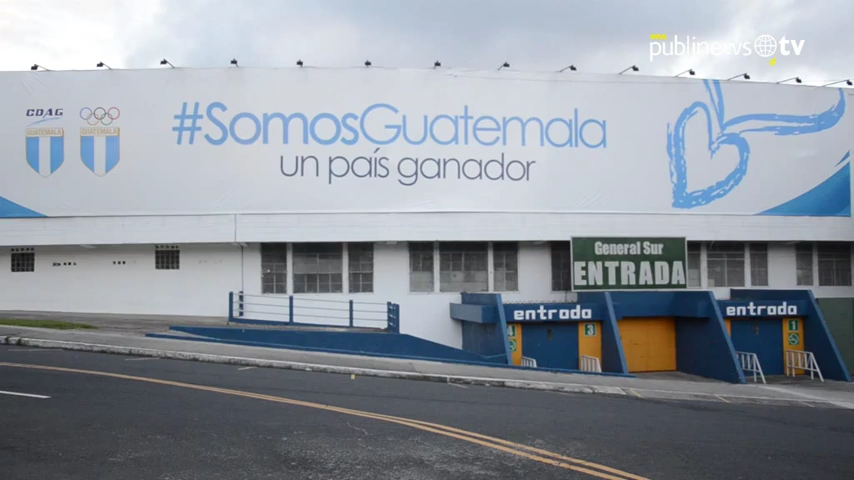 publinews tv
CDAG
GUATEMALA
GUATEMALA
#SomosGuatemala
un país ganador
General Sur
ENTRADA
entrada
entrada
3
1